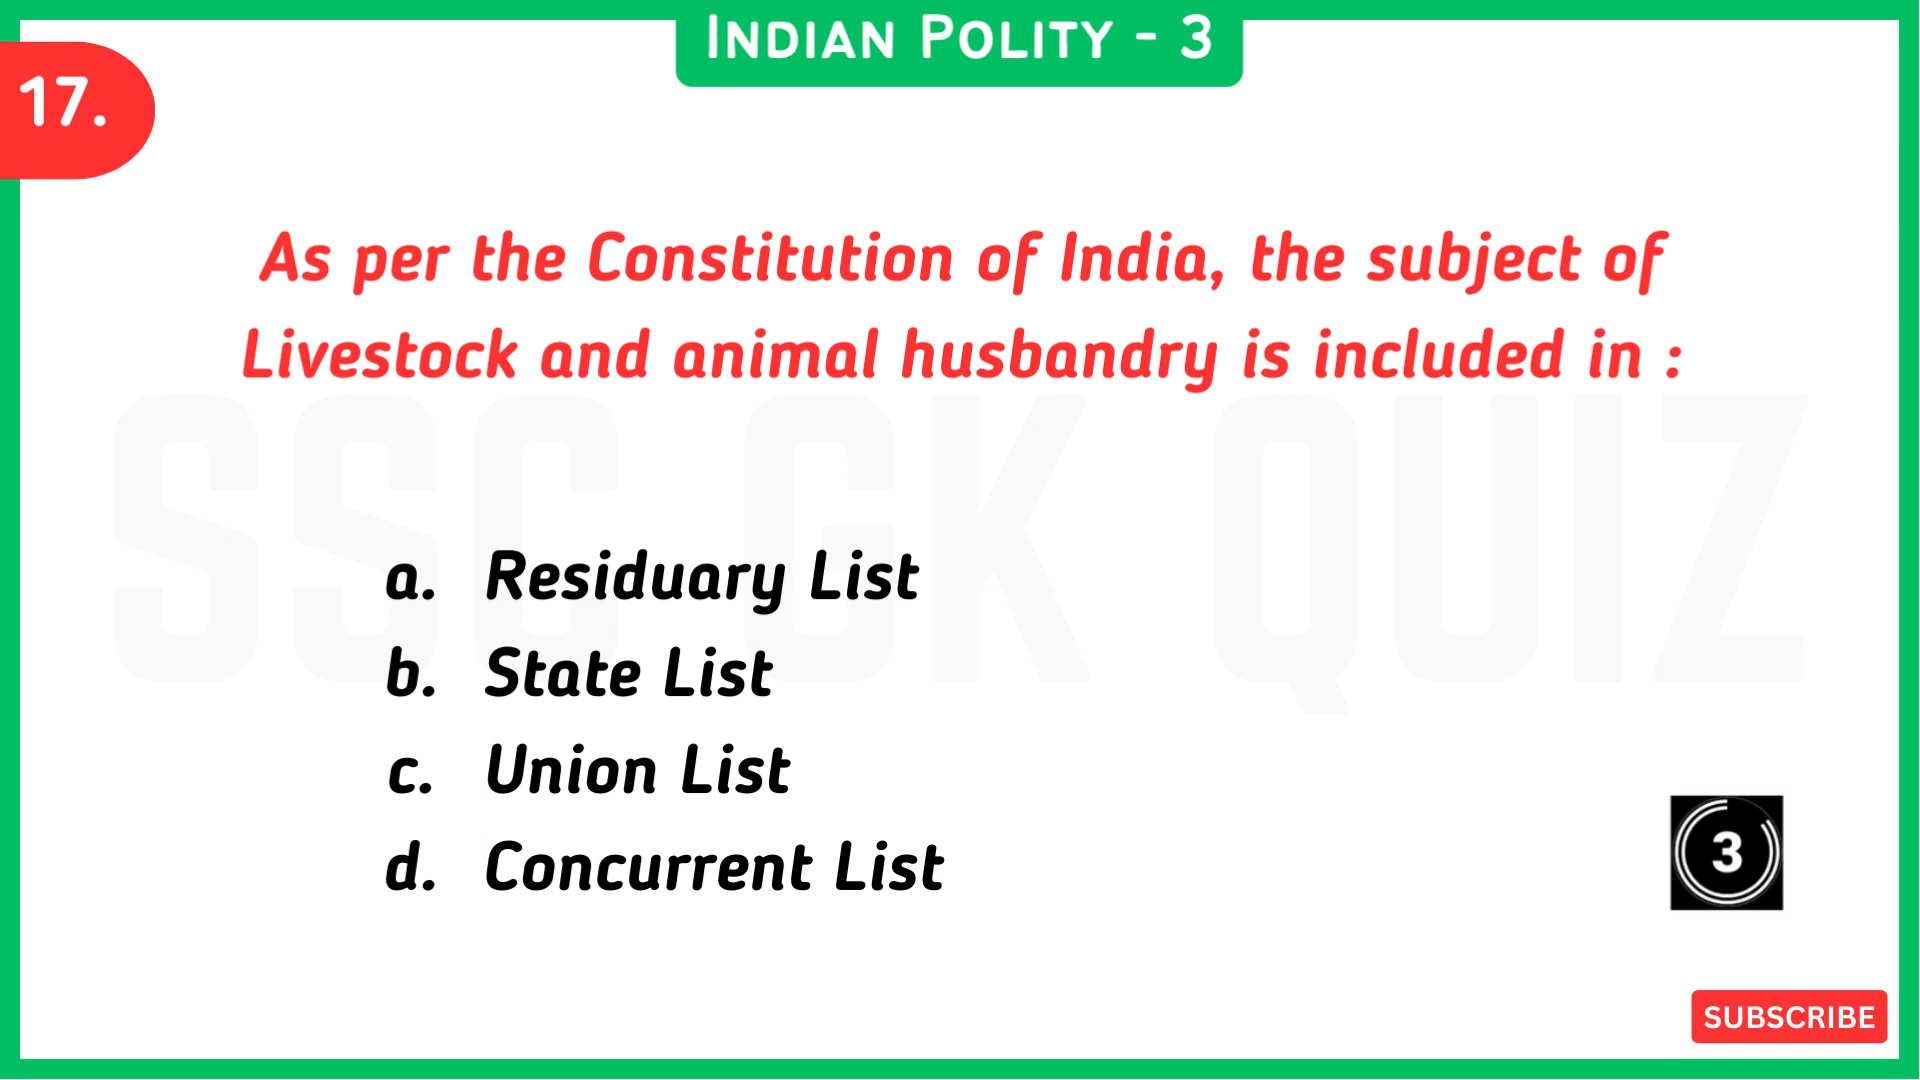 INDIAN POLITY - 3
17.
As per the Constitution of India, the subject of
Livestock and animal husbandry is included in :
SSC GK QUIZ
a. Residuary List
b. State List
c. Union List
d. Concurrent List
3
SUBSCRIBE